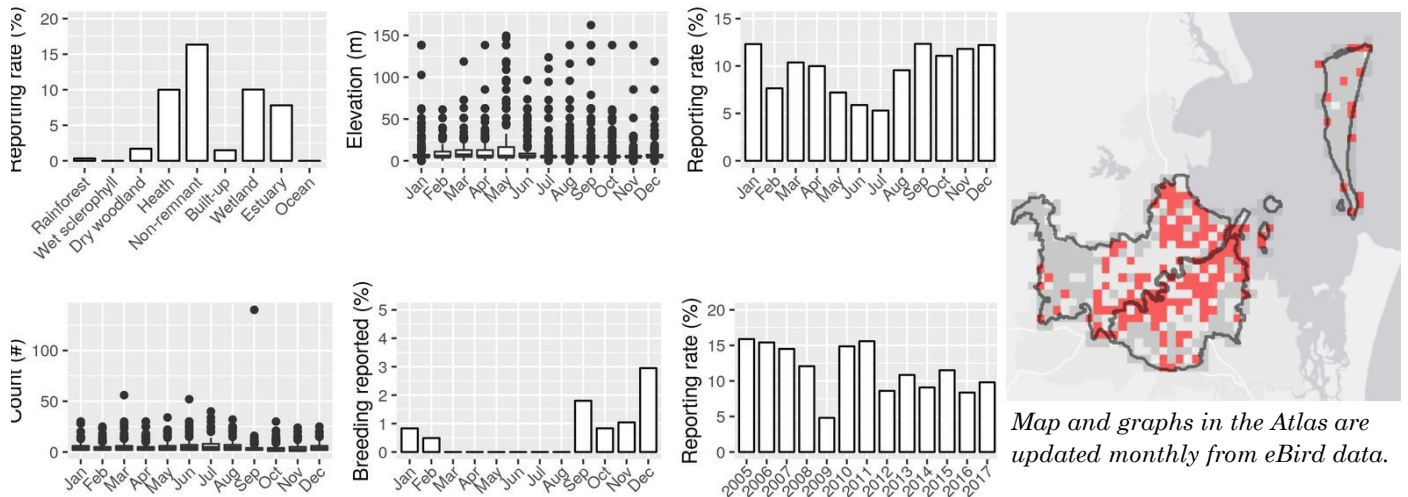 Reporting rate (%)
20
15
10
5
0
Rainforest
Wet sclerophyll
Dry woodland
Heath
Non-remnant
Built-up
Wetland
Estuary
Ocean
Elevation (m)
150
100
50
0
Jan
Feb
Mar
Apr
May
Jun
Jul
Aug
Sep
Oct
Nov
Dec
Reporting rate (%)
15
10
5
0
Jan
Feb
Mar
Apr
May
Jun
Jul
Aug
Sep
Oct
Nov
Dec
Count (#)
100
50
0
Jan
Feb
Mar
Apr
May
Jun
Jul
Aug
Sep
Oct
Nov
Dec
Breeding reported (%)
5
4
3
2
1
0
Jan
Feb
Mar
Apr
May
Jun
Jul
Aug
Sep
Oct
Nov
Dec
Reporting rate (%)
20
15
10
5
0
2005
2006
2007
2008
2009
2010
2011
2012
2013
2014
2015
2016
2017
Map and graphs in the Atlas are
updated monthly from eBird data.